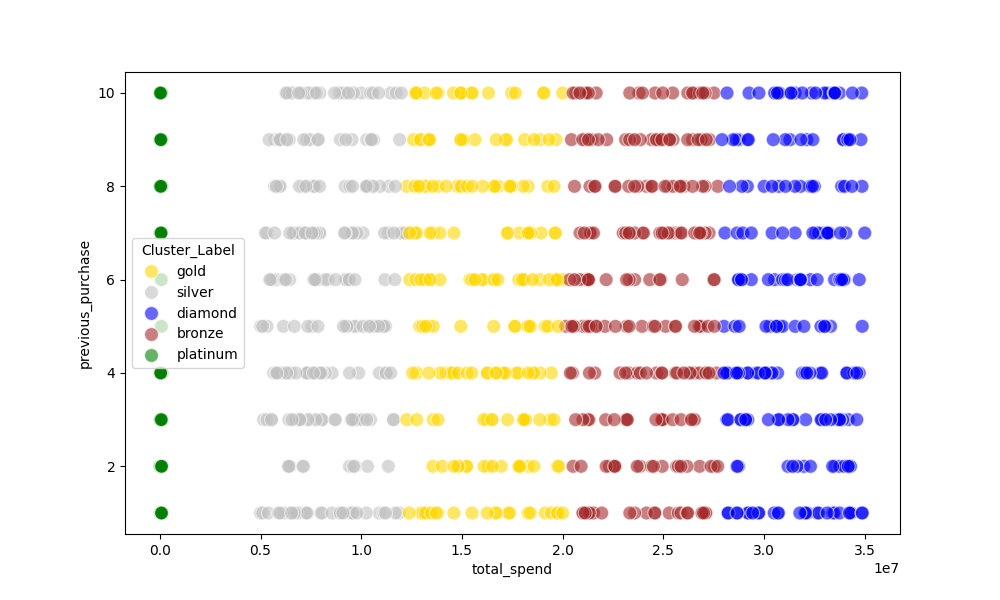 10
8
6
4
2
previous_purchase
Cluster_Label
gold
silver
diamond
bronze
platinum
0.0 0.5 1.0 1.5 2.0 2.5 3.0 3.5
1e7
total_spend